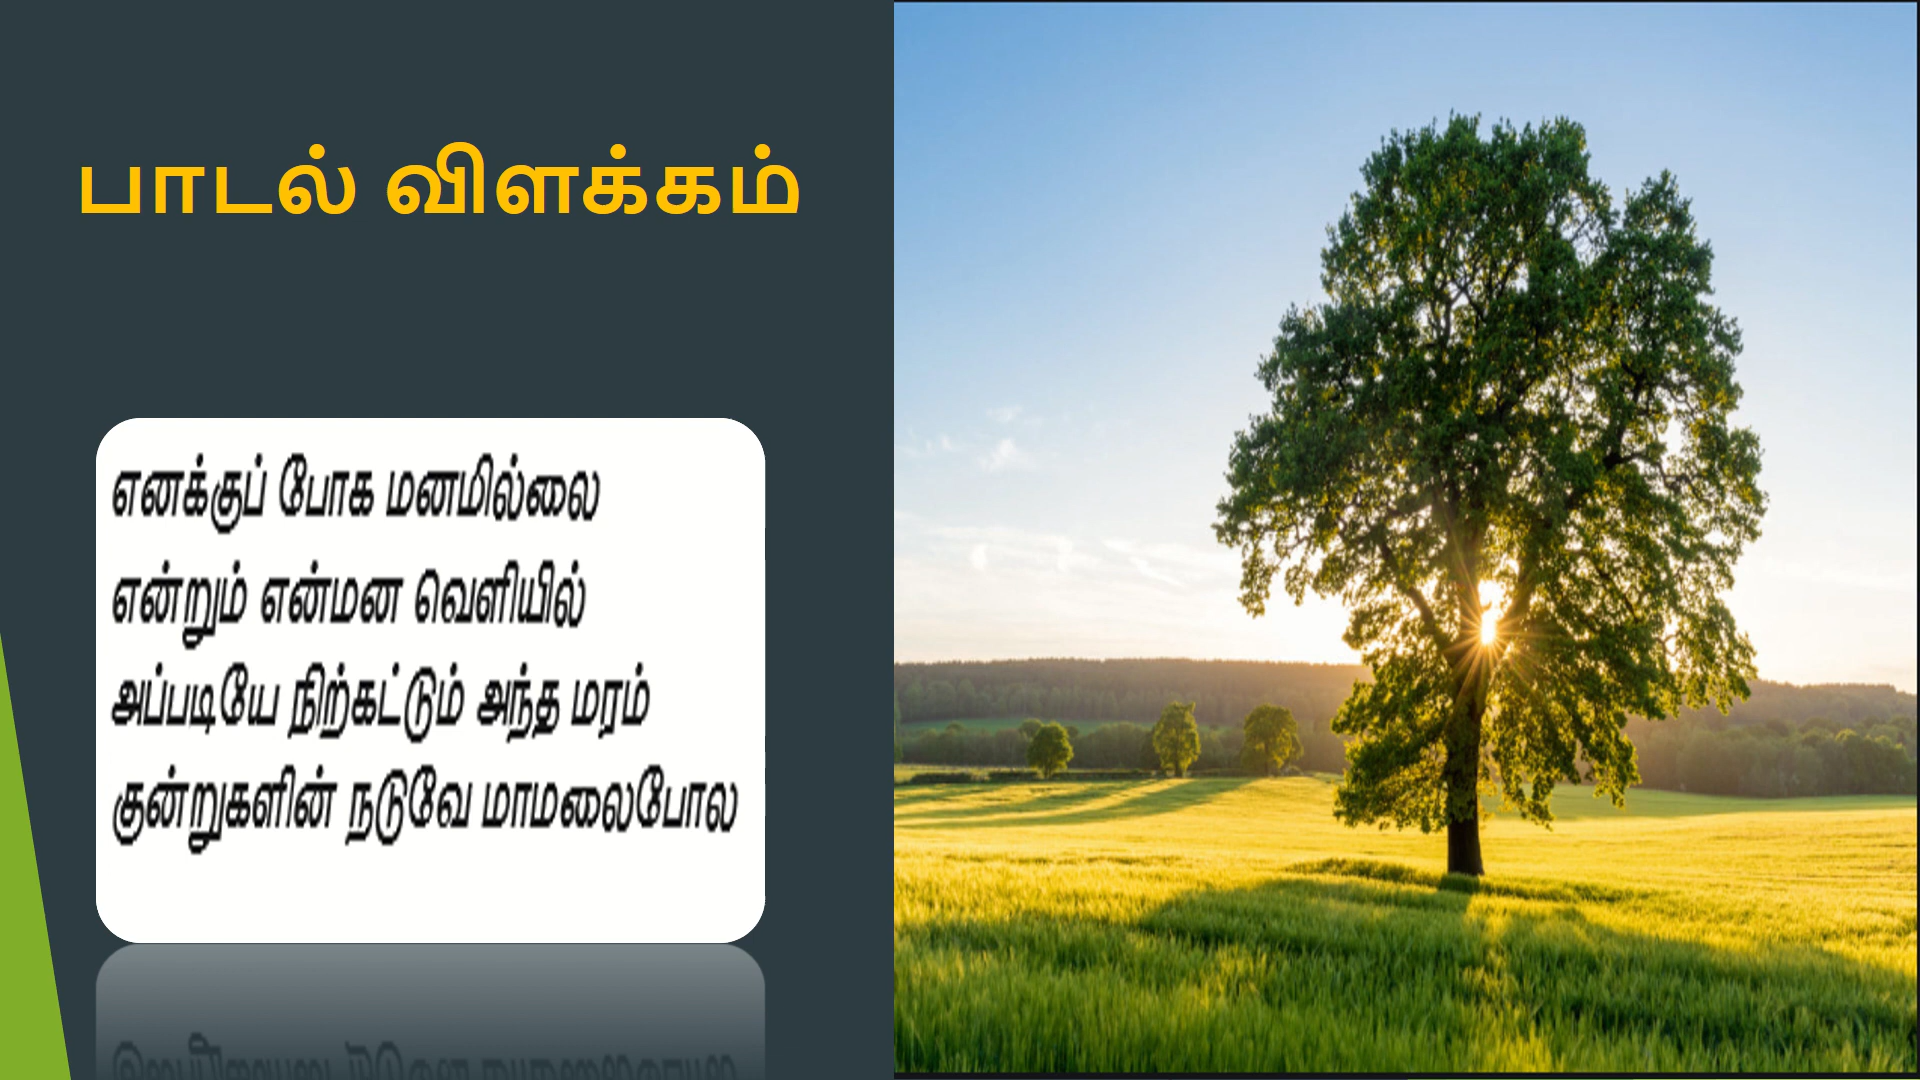 பாடல் விளக்கம்
எனக்குப் போக மனமில்லை
என்றும் என்மன வெளியில்
அப்படியே நிற்கட்டும் அந்த மரம்
குன்றுகளின் நடுவே மாமலைபோல